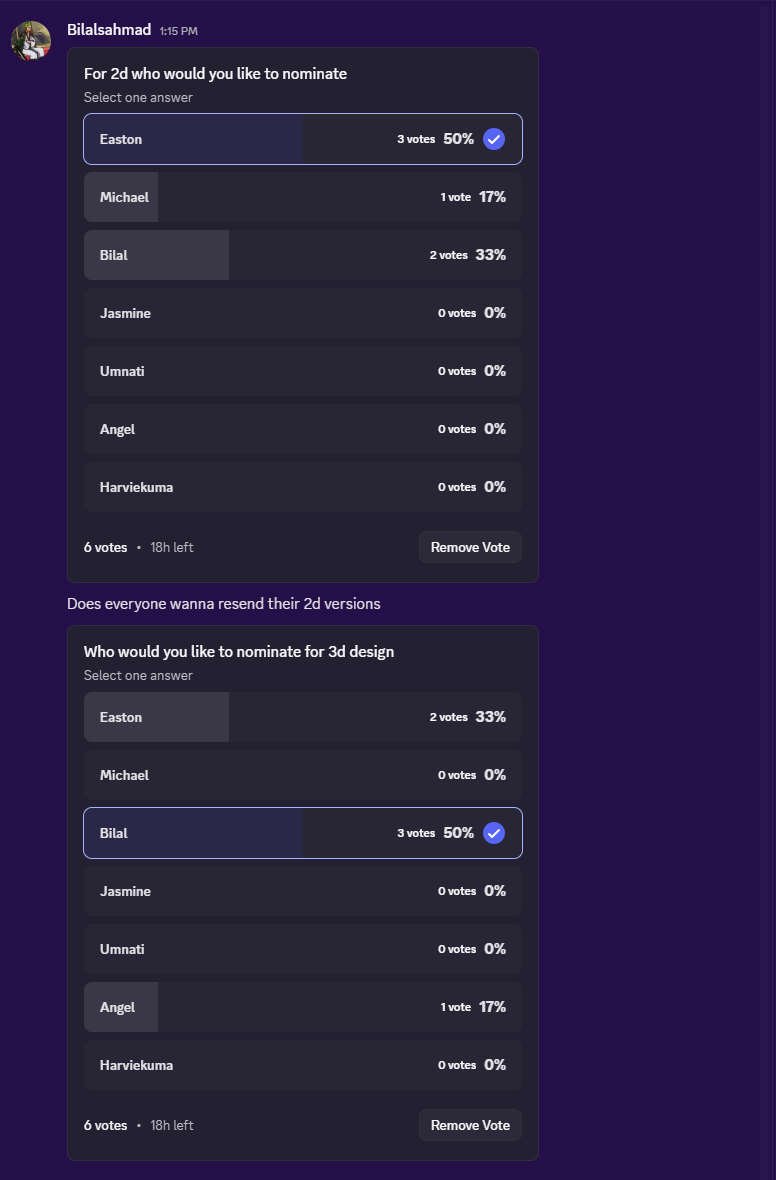 Bilalsahmad 1:15 PM
For 2d who would you like to nominate
Select one answer
Easton 3 votes 50%
Michael 1 vote 17%
Bilal 2 votes 33%
Jasmine 0 votes 0%
Umnati 0 votes 0%
Angel 0 votes 0%
Harviekuma 0 votes 0%
6 votes • 18h left Remove Vote
Does everyone wanna resend their 2d versions
Who would you like to nominate for 3d design
Select one answer
Easton 2 votes 33%
Michael 0 votes 0%
Bilal 3 votes 50%
Jasmine 0 votes 0%
Umnati 0 votes 0%
Angel 1 vote 17%
Harviekuma 0 votes 0%
6 votes • 18h left Remove Vote